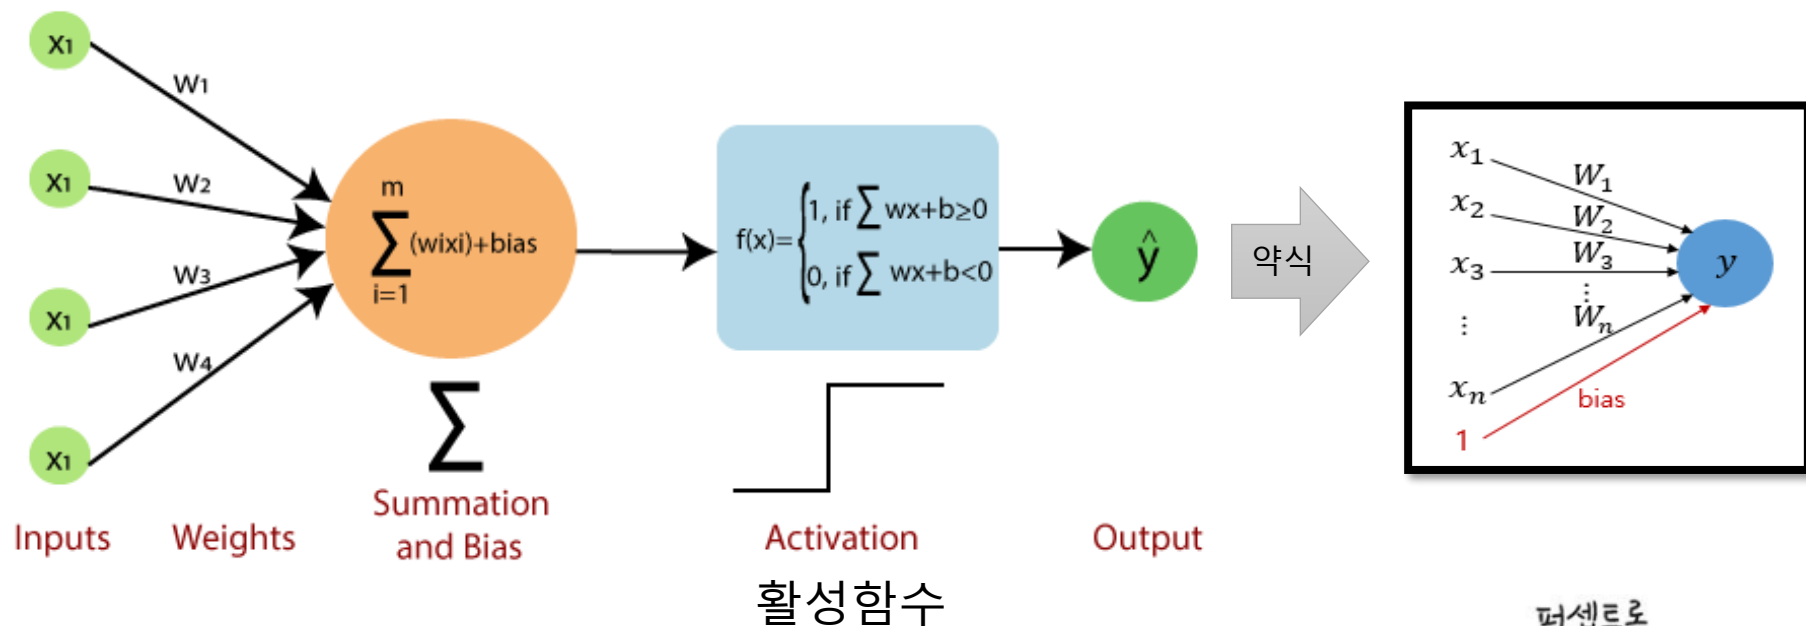 x1
w1
x1
w2
x1
w3
x1
w4
m
∑(wixi)+bias
i=1
f(x)={1, if ∑ wx+b≥0
0, if ∑ wx+b<0
ŷ
약식
x1
W1
x2
W2
x3
W3
⋮
⋮
Wn
xn
bias
1
y
∑
Inputs
Weights
Summation
and Bias
Activation
Output
활성함수